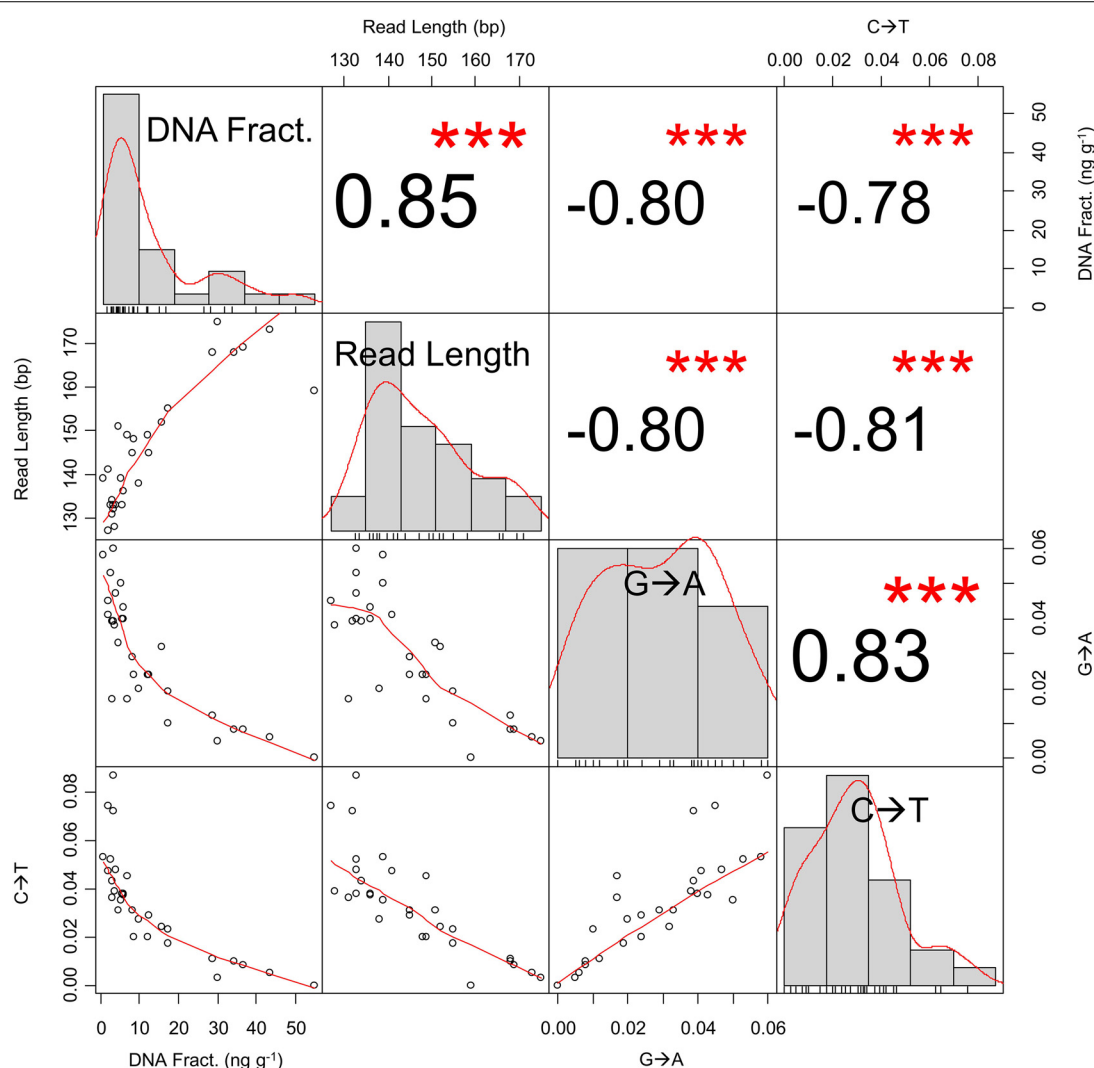 Read Length (bp) C→T
130 140 150 160 170 0.00 0.02 0.04 0.06 0.08
DNA Fract.
***
0.85
***
-0.80
***
-0.78
0 10 20 30 40 50
DNA Fract. (ng g-1)
Read Length (bp)
130 140 150 160 170
Read Length
***
-0.80
***
-0.81
G→A
***
0.83
0.00 0.02 0.04 0.06
G→A
C→T
0.00 0.02 0.04 0.06 0.08
C→T
0 10 20 30 40 50 0.00 0.02 0.04 0.06
DNA Fract. (ng g-1) G→A